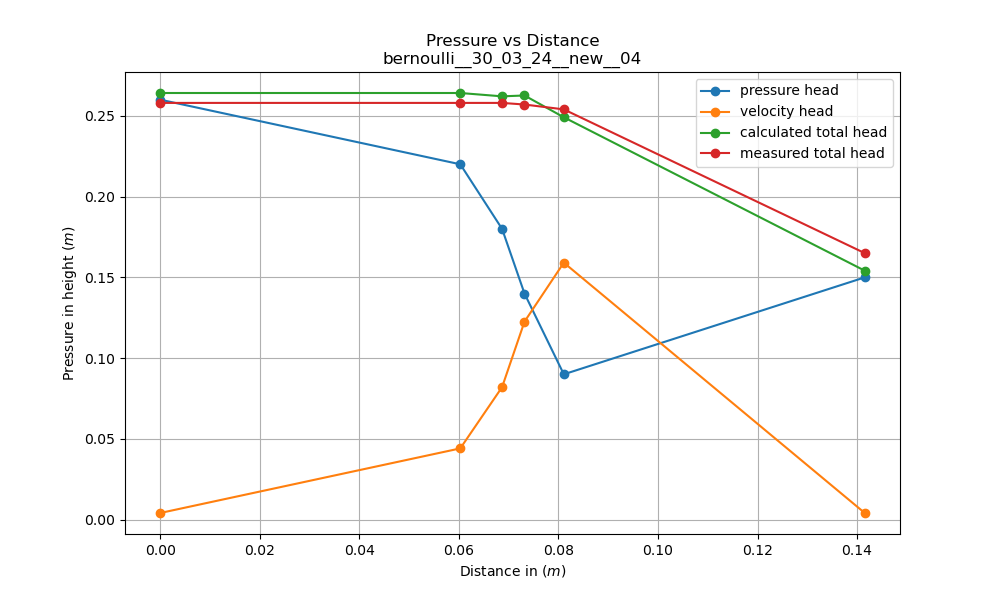 Pressure vs Distance
bernoulli__30_03_24__new__04
pressure head
velocity head
calculated total head
measured total head
Pressure in height (m)
0.25
0.20
0.15
0.10
0.05
0.00
0.00 0.02 0.04 0.06 0.08 0.10 0.12 0.14
Distance in (m)